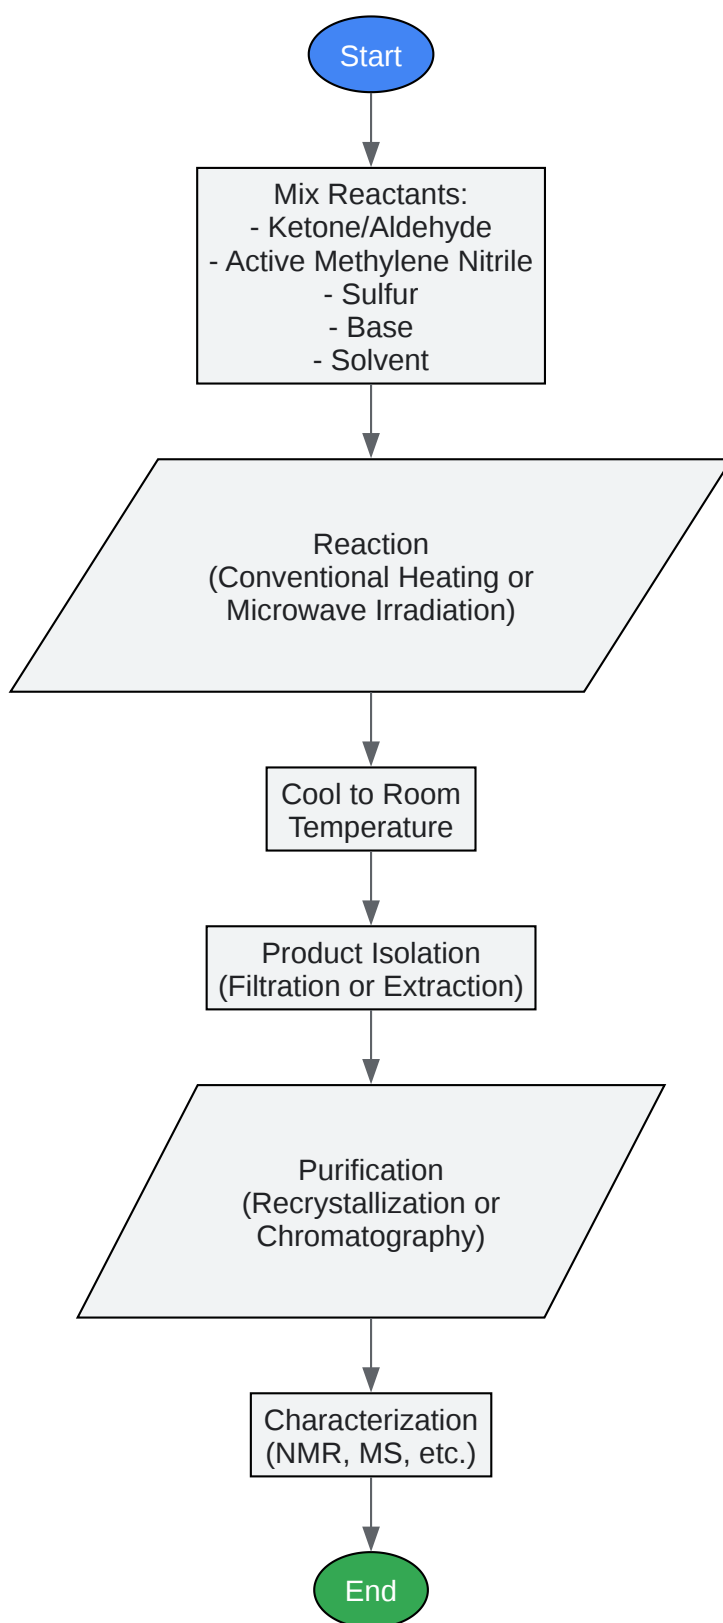 Start
Mix Reactants:
- Ketone/Aldehyde
- Active Methylene Nitrile
- Sulfur
- Base
- Solvent
Reaction
(Conventional Heating or
Microwave Irradiation)
Cool to Room
Temperature
Product Isolation
(Filtration or Extraction)
Purification
(Recrystallization or
Chromatography)
Characterization
(NMR, MS, etc.)
End